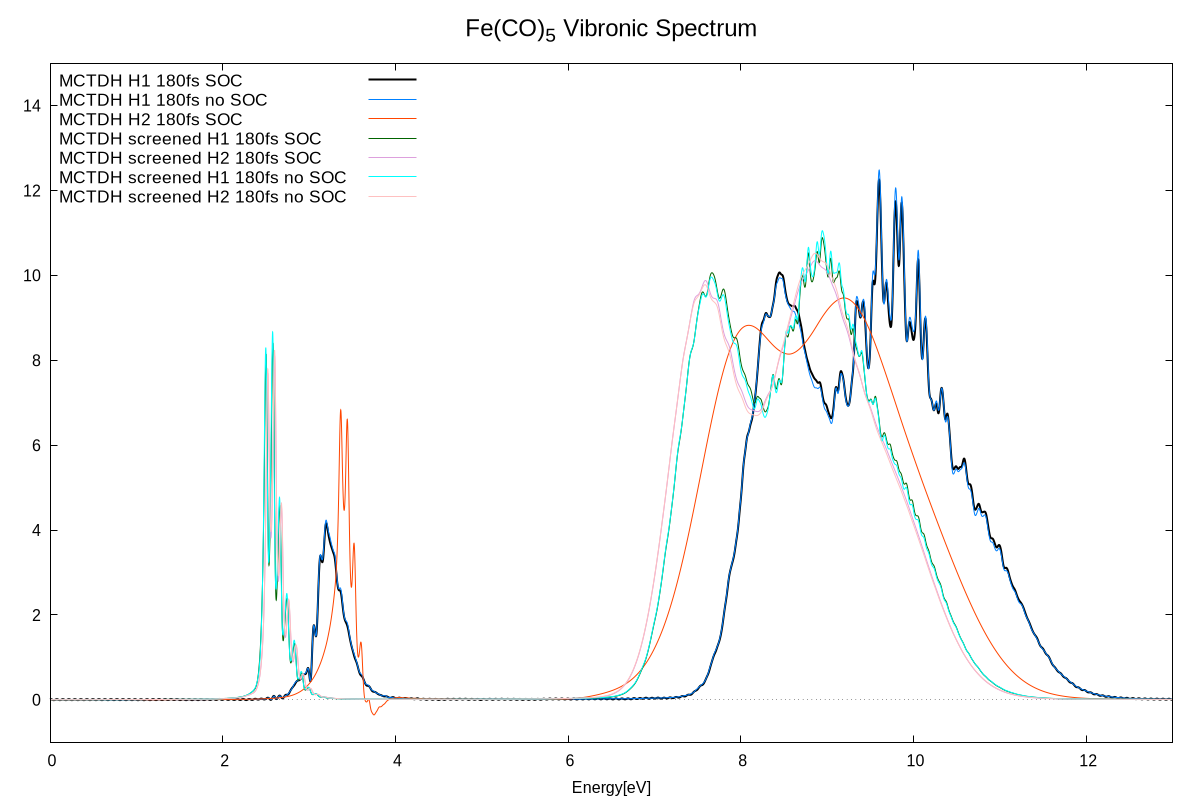 Fe(CO)5 Vibronic Spectrum
MCTDH H1 180fs SOC
MCTDH H1 180fs no SOC
MCTDH H2 180fs SOC
MCTDH screened H1 180fs SOC
MCTDH screened H2 180fs SOC
MCTDH screened H1 180fs no SOC
MCTDH screened H2 180fs no SOC
14
12
10
8
6
4
2
0
0 2 4 6 8 10 12
Energy[eV]